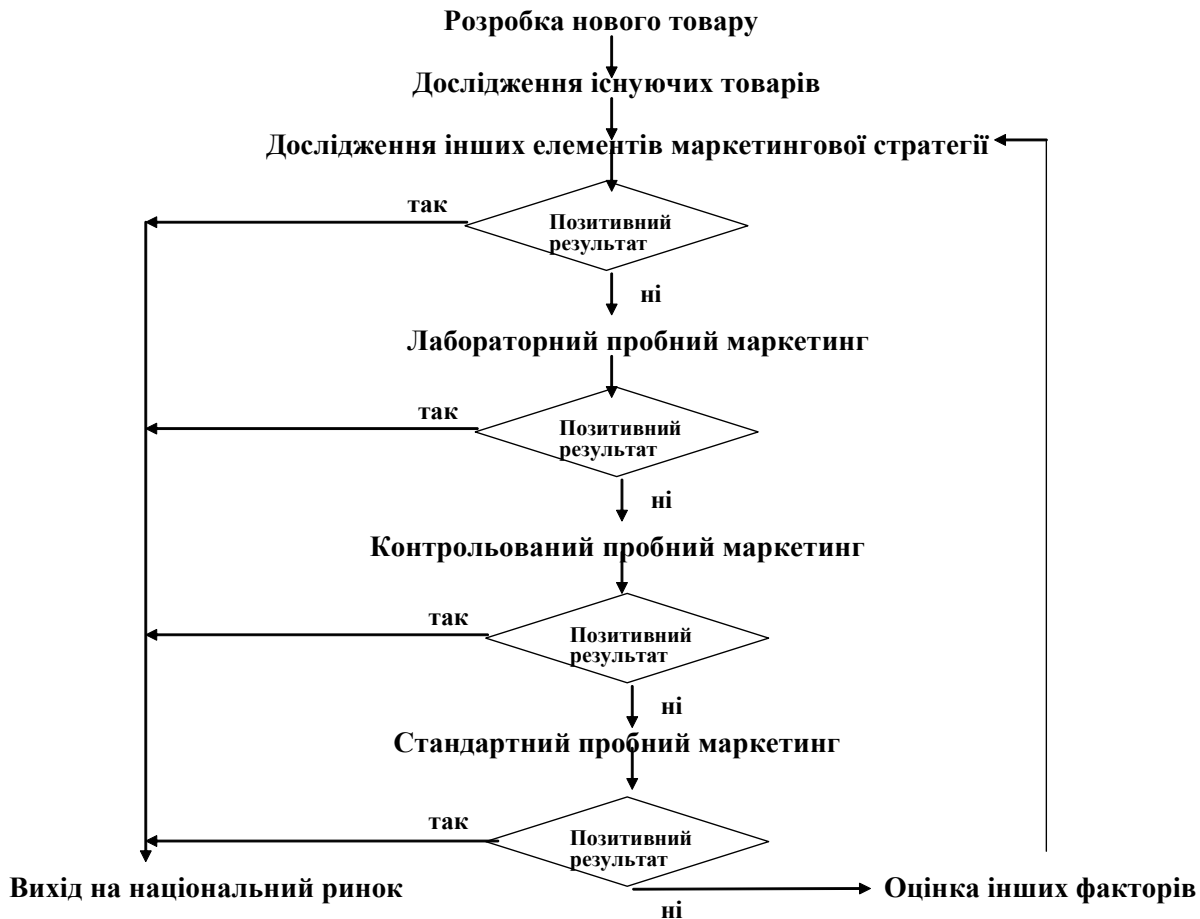 Розробка нового товару
Дослідження існуючих товарів
Дослідження інших елементів маркетингової стратегії
так
Позитивний
результат
ні
Лабораторний пробний маркетинг
так
Позитивний
результат
ні
Контрольований пробний маркетинг
так
Позитивний
результат
ні
Стандартний пробний маркетинг
так
Позитивний
результат
Вихід на національний ринок
Оцінка інших факторів
ні